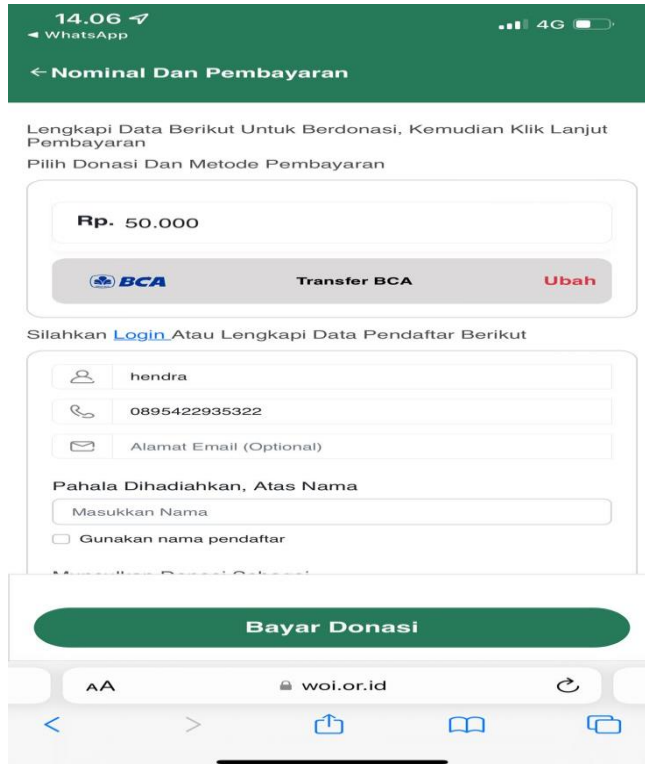 14.06
◄ WhatsApp
4G
←Nominal Dan Pembayaran
Lengkapi Data Berikut Untuk Berdonasi, Kemudian Klik Lanjut
Pembayaran
Pilih Donasi Dan Metode Pembayaran
Rp. 50.000
BCA Transfer BCA Ubah
Silahkan Login Atau Lengkapi Data Pendaftar Berikut
hendra
0895422935322
Alamat Email (Optional)
Pahala Dihadiahkan, Atas Nama
Masukkan Nama
Gunakan nama pendaftar
Bayar Donasi
AA woi.or.id